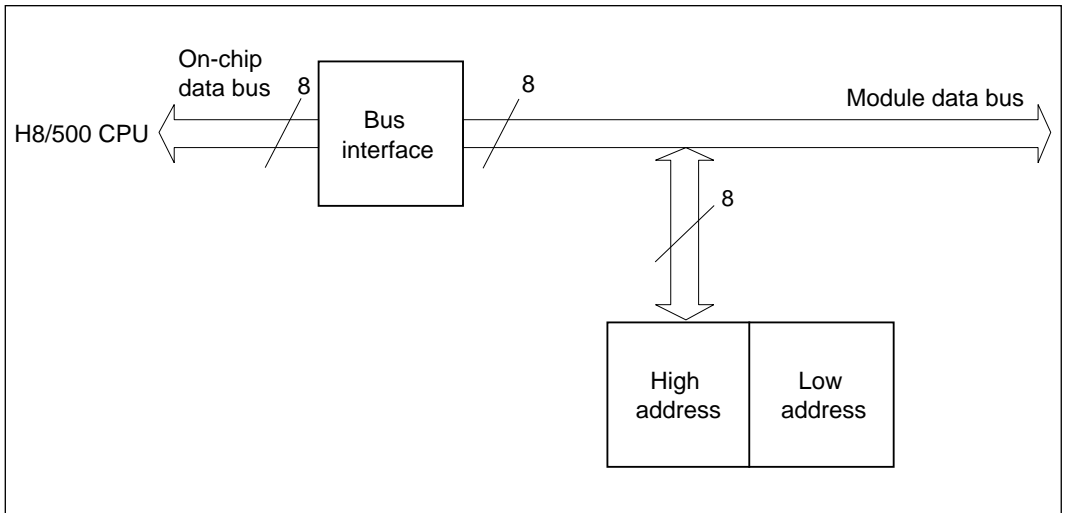 On-chip
data bus
8
8
Module data bus
H8/500 CPU
Bus
interface
8
High
address
Low
address